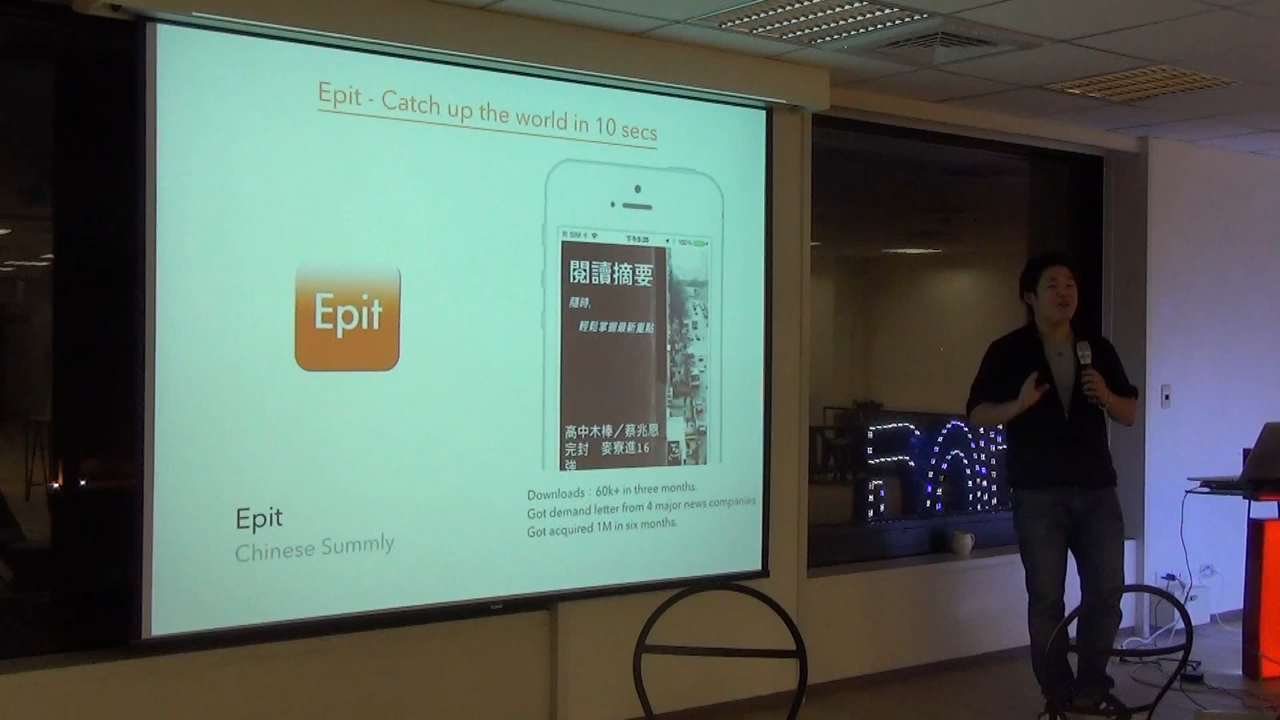 Epit - Catch up the world in 10 secs
Epit
閱讀摘要
隨時,
輕鬆掌握最新重點
高中木棒／蔡兆恩
完封 麥寮進16
強
Downloads : 60k+ in three months.
Got demand letter from 4 major news companies
Got acquired 1M in six months.
Epit
Chinese Summly